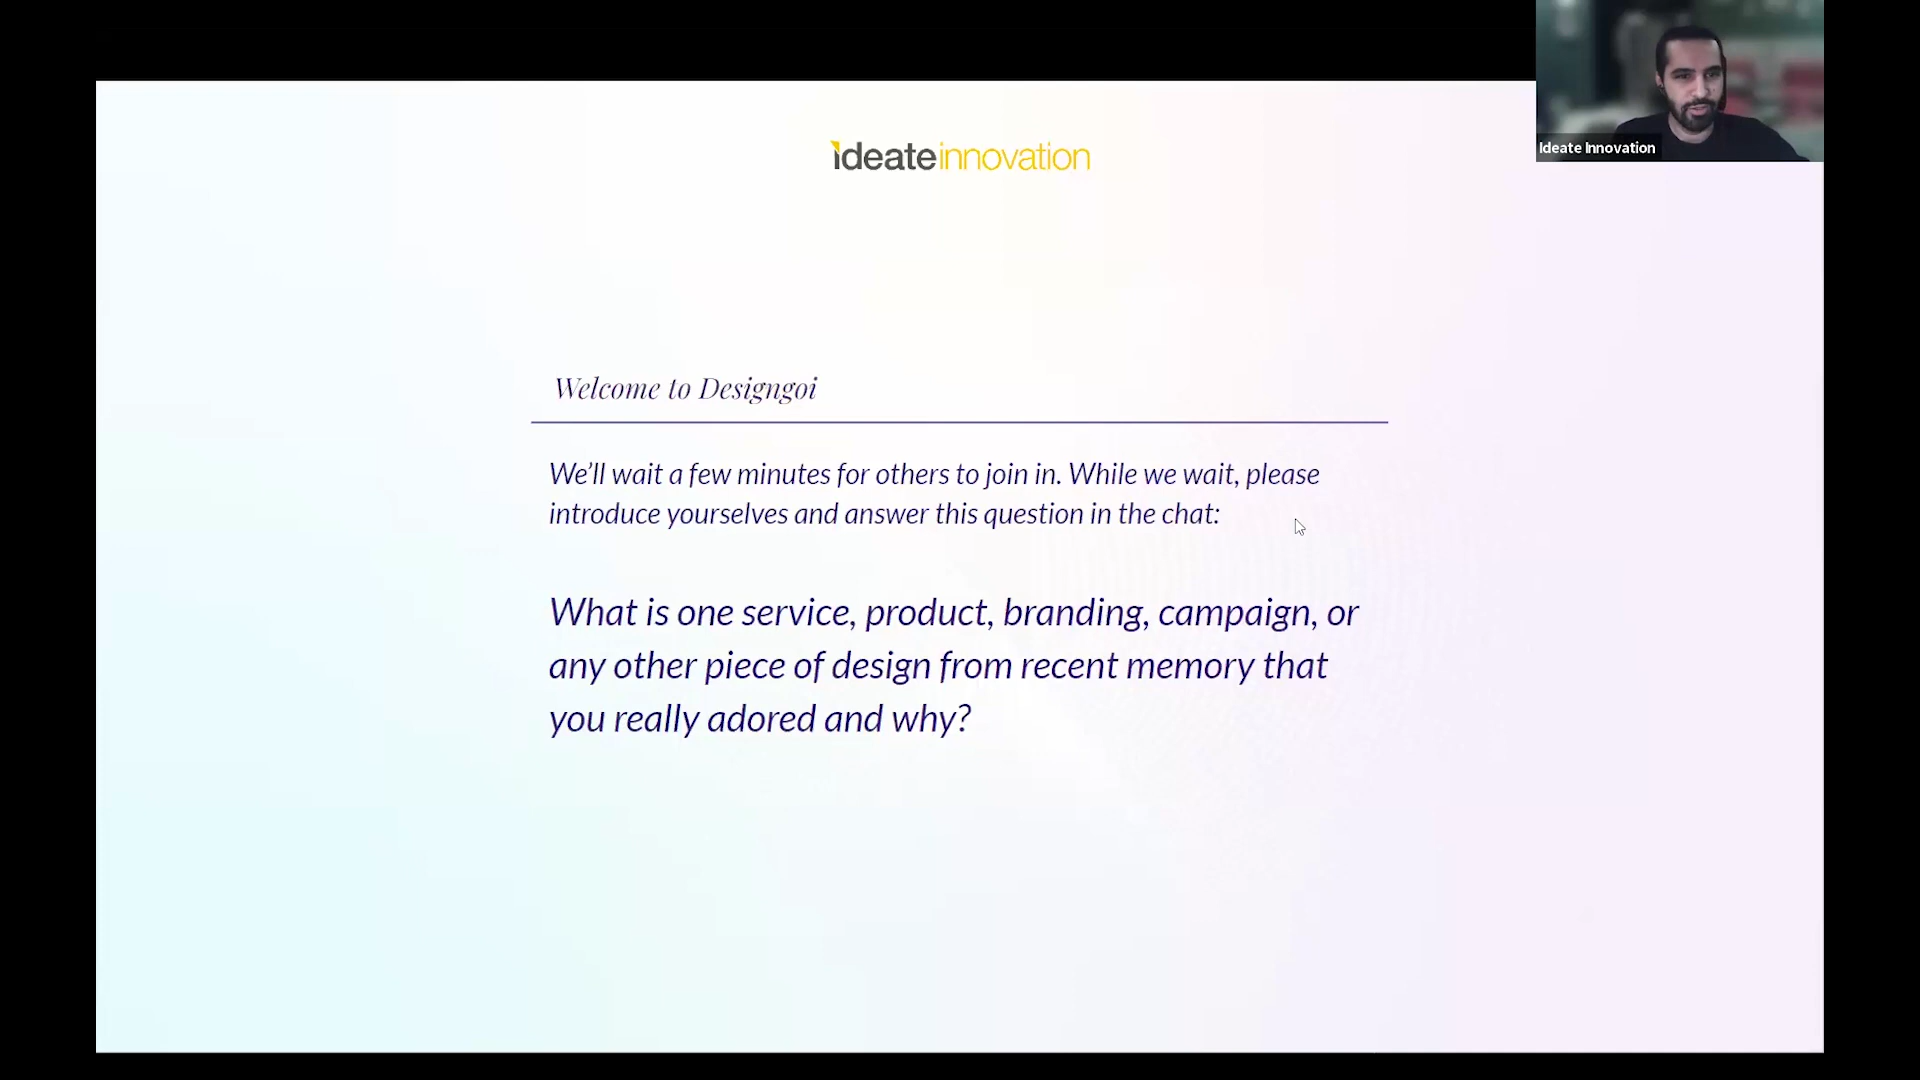 ideateinnovation
Ideate Innovation
Welcome to Designgoi
We'll wait a few minutes for others to join in. While we wait, please
introduce yourselves and answer this question in the chat:
What is one service, product, branding, campaign, or
any other piece of design from recent memory that
you really adored and why?